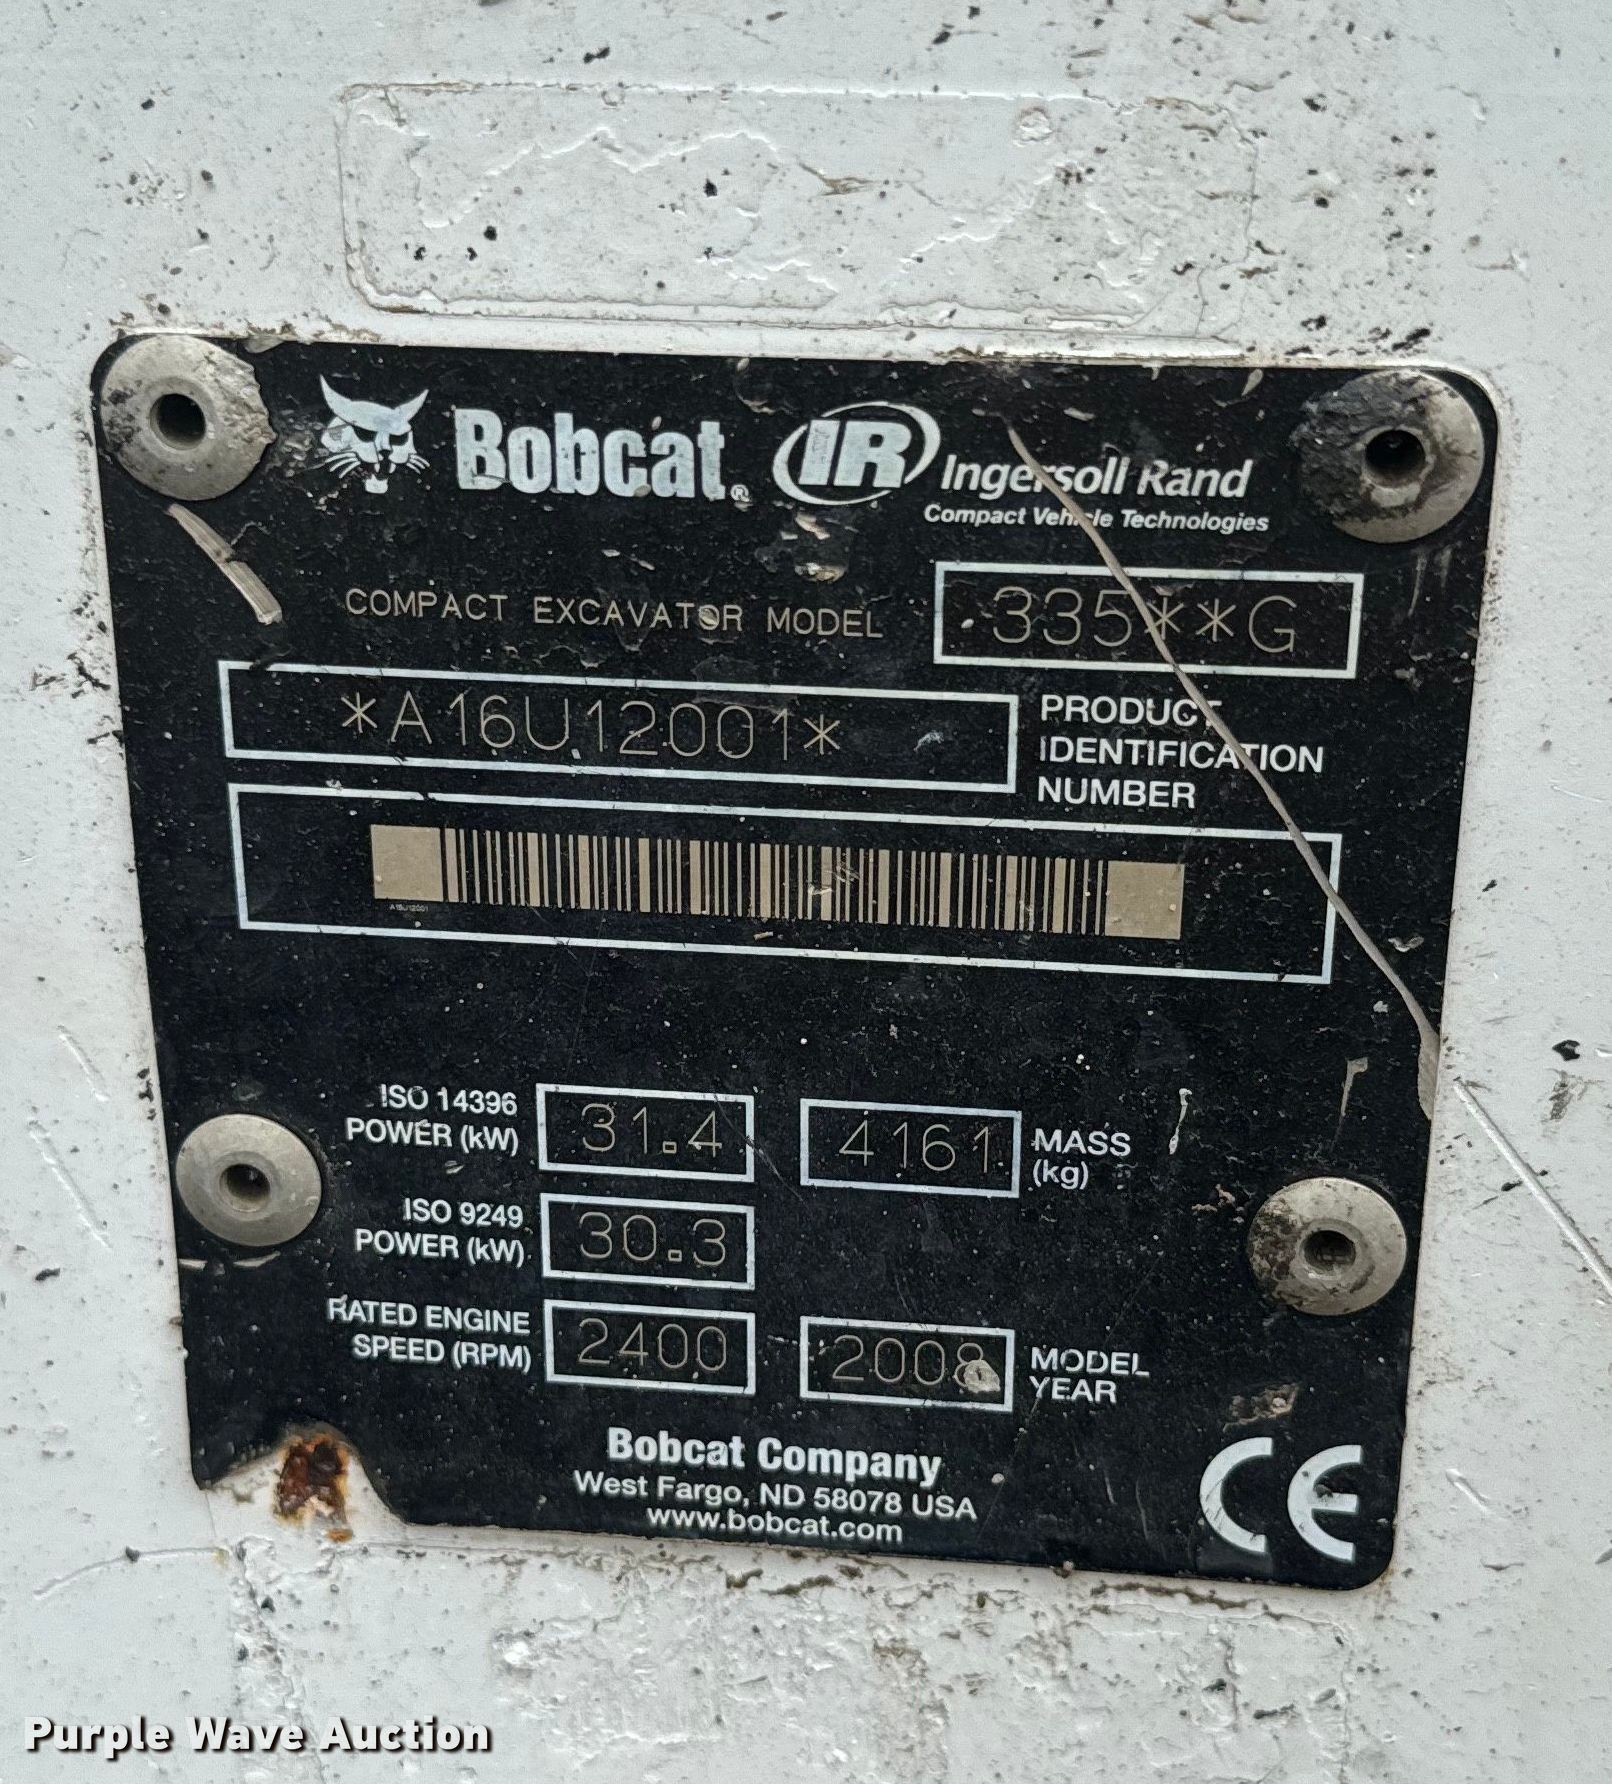 Bobcat® IR Ingersoll Rand
Compact Vehicle Technologies
COMPACT EXCAVATOR MODEL 335**G
*A16U12001* PRODUCT IDENTIFICATION NUMBER
A16U12001
ISO 14396 POWER (kW) 31.4 4161 MASS (kg)
ISO 9249 POWER (kW) 30.3
RATED ENGINE SPEED (RPM) 2400 2008 MODEL YEAR
Bobcat Company
West Fargo, ND 58078 USA
www.bobcat.com
CE
Purple Wave Auction